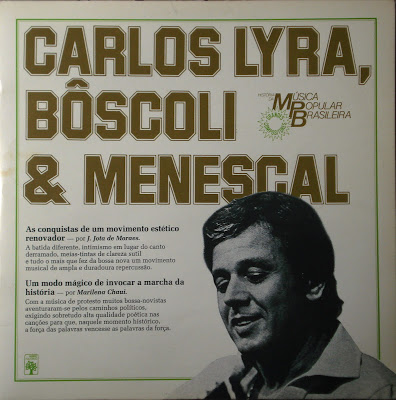 CARLOS LYRA,
BÔSCOLI
HISTÓRIA
MÚSICA
POPULAR
BRASILEIRA
GRANDES
& MENESCAL
As conquistas de um movimento estético
renovador — por J. Jota de Moraes.
A batida diferente, intimismo em lugar do canto
derramado, meias-tintas de clareza sutil
e tudo o mais que fez da bossa nova um movimento
musical de ampla e duradoura repercussão.
Um modo mágico de invocar a marcha da
história — por Marilena Chaui.
Com a música de protesto muitos bossa-novistas
aventuraram-se pelos caminhos políticos,
exigindo sobretudo alta qualidade poética nas
canções para que, naquele momento histórico,
a força das palavras vencesse as palavras da força.